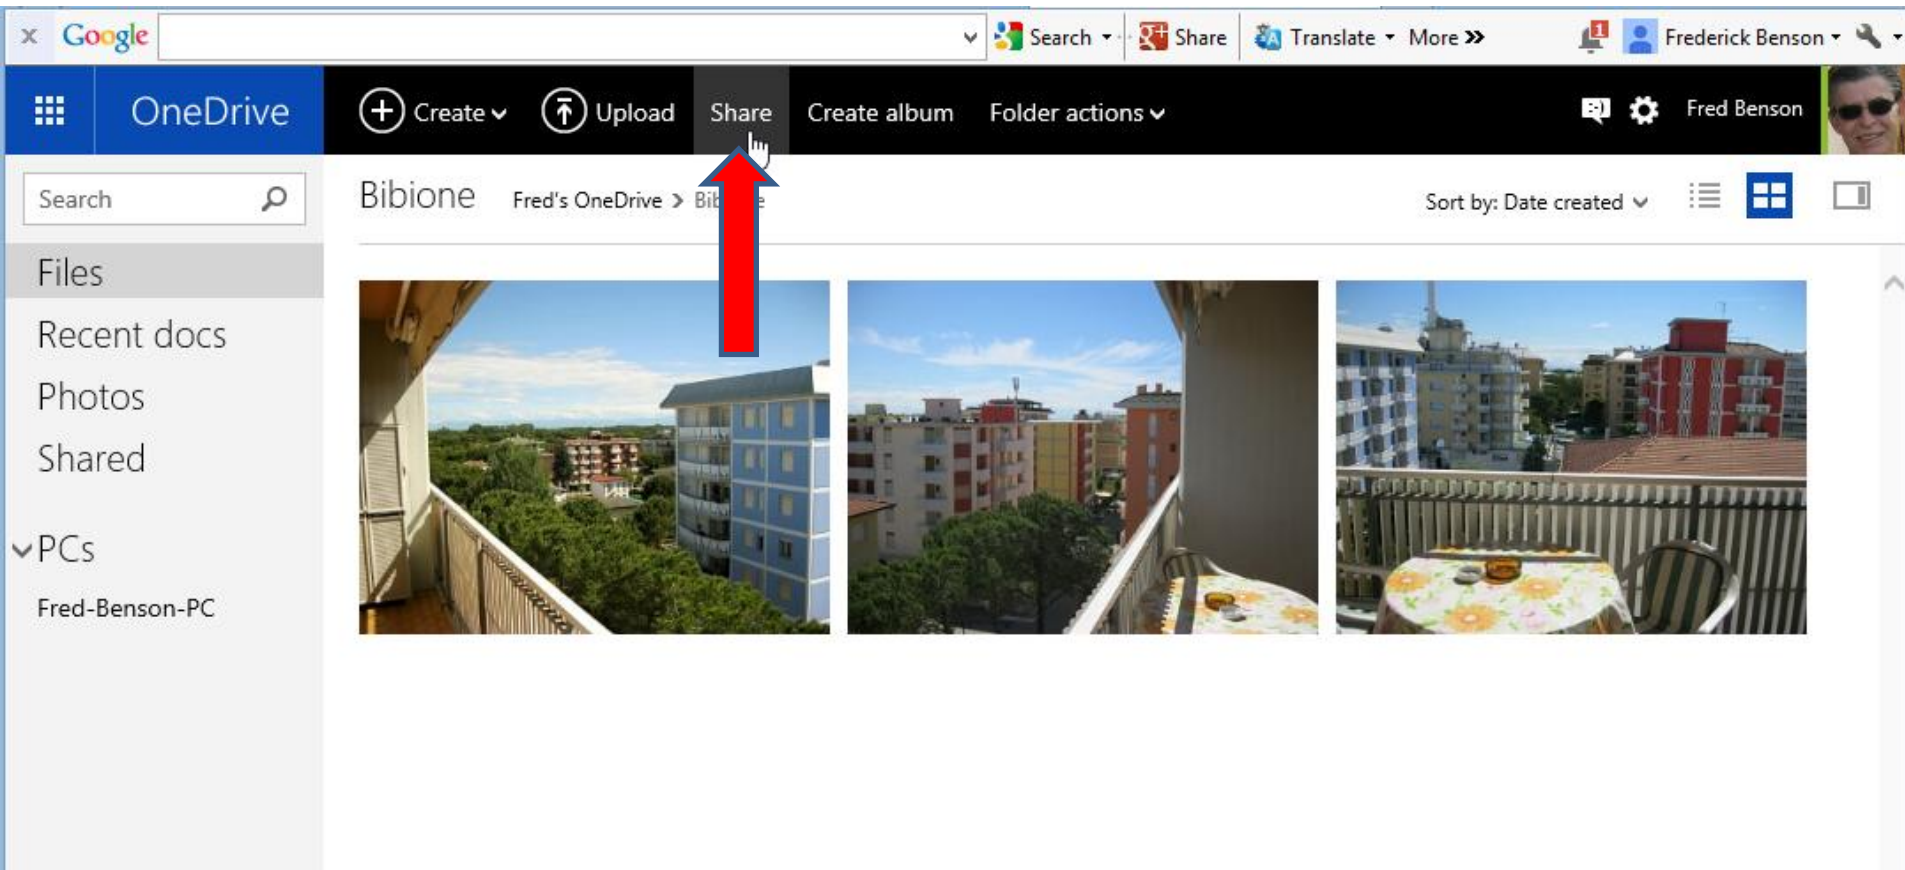 x Google Search Share Translate More » 1 Frederick Benson
OneDrive Create Upload Share Create album Folder actions :-) Fred Benson
Search Bibione Fred's OneDrive > Sort by: Date created
Files
Recent docs
Photos
Shared
PCs
Fred-Benson-PC